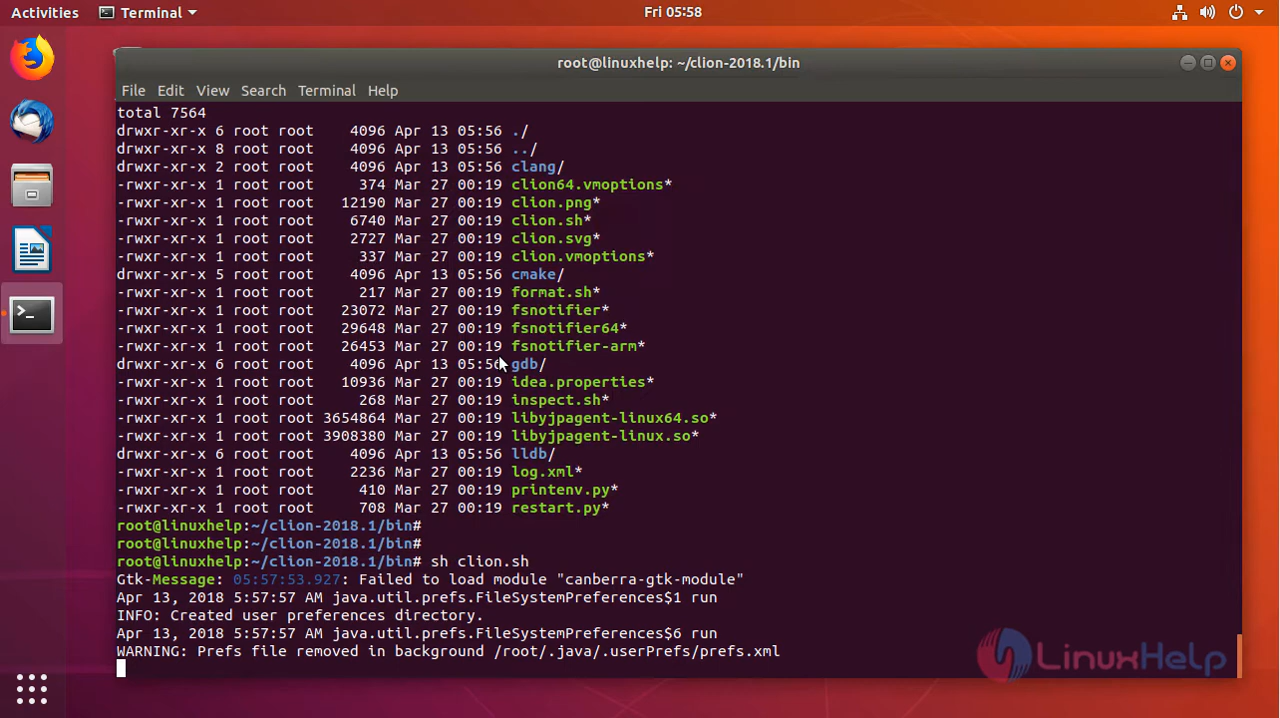 Activities Terminal Fri 05:58
root@linuxhelp: ~/clion-2018.1/bin
File Edit View Search Terminal Help
total 7564
drwxr-xr-x 6 root root    4096 Apr 13 05:56 ./
drwxr-xr-x 8 root root    4096 Apr 13 05:56 ../
drwxr-xr-x 2 root root    4096 Apr 13 05:56 clang/
-rwxr-xr-x 1 root root     374 Mar 27 00:19 clion64.vmoptions*
-rwxr-xr-x 1 root root   12190 Mar 27 00:19 clion.png*
-rwxr-xr-x 1 root root    6740 Mar 27 00:19 clion.sh*
-rwxr-xr-x 1 root root    2727 Mar 27 00:19 clion.svg*
-rwxr-xr-x 1 root root     337 Mar 27 00:19 clion.vmoptions*
drwxr-xr-x 5 root root    4096 Apr 13 05:56 cmake/
-rwxr-xr-x 1 root root     217 Mar 27 00:19 format.sh*
-rwxr-xr-x 1 root root   23072 Mar 27 00:19 fsnotifier*
-rwxr-xr-x 1 root root   29648 Mar 27 00:19 fsnotifier64*
-rwxr-xr-x 1 root root   26453 Mar 27 00:19 fsnotifier-arm*
drwxr-xr-x 6 root root    4096 Apr 13 05:56 gdb/
-rwxr-xr-x 1 root root   10936 Mar 27 00:19 idea.properties*
-rwxr-xr-x 1 root root     268 Mar 27 00:19 inspect.sh*
-rwxr-xr-x 1 root root 3654864 Mar 27 00:19 libyjpagent-linux64.so*
-rwxr-xr-x 1 root root 3908380 Mar 27 00:19 libyjpagent-linux.so*
drwxr-xr-x 6 root root    4096 Apr 13 05:56 lldb/
-rwxr-xr-x 1 root root    2236 Mar 27 00:19 log.xml*
-rwxr-xr-x 1 root root     410 Mar 27 00:19 printenv.py*
-rwxr-xr-x 1 root root     708 Mar 27 00:19 restart.py*
root@linuxhelp:~/clion-2018.1/bin#
root@linuxhelp:~/clion-2018.1/bin#
root@linuxhelp:~/clion-2018.1/bin# sh clion.sh
Gtk-Message: 05:57:53.927: Failed to load module "canberra-gtk-module"
Apr 13, 2018 5:57:57 AM java.util.prefs.FileSystemPreferences$1 run
INFO: Created user preferences directory.
Apr 13, 2018 5:57:57 AM java.util.prefs.FileSystemPreferences$6 run
WARNING: Prefs file removed in background /root/.java/.userPrefs/prefs.xml
LinuxHelp